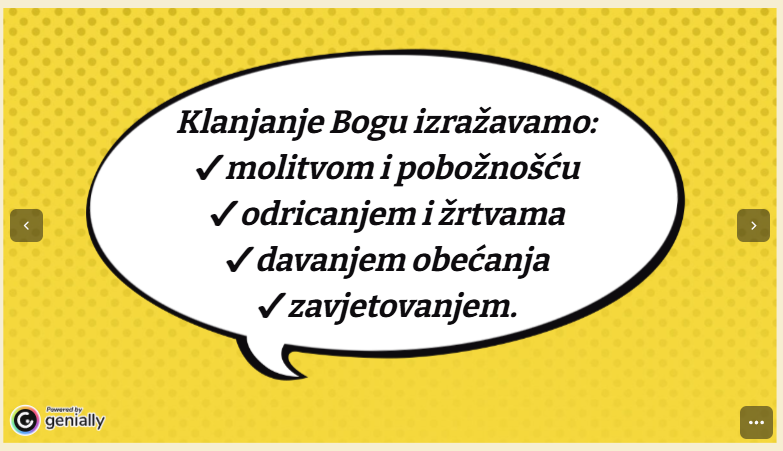 Klanjanje Bogu izražavamo:
✓molitvom i pobožnošću
✓odricanjem i žrtvama
✓davanjem obećanja
✓zavjetovanjem.
Powered by
genially